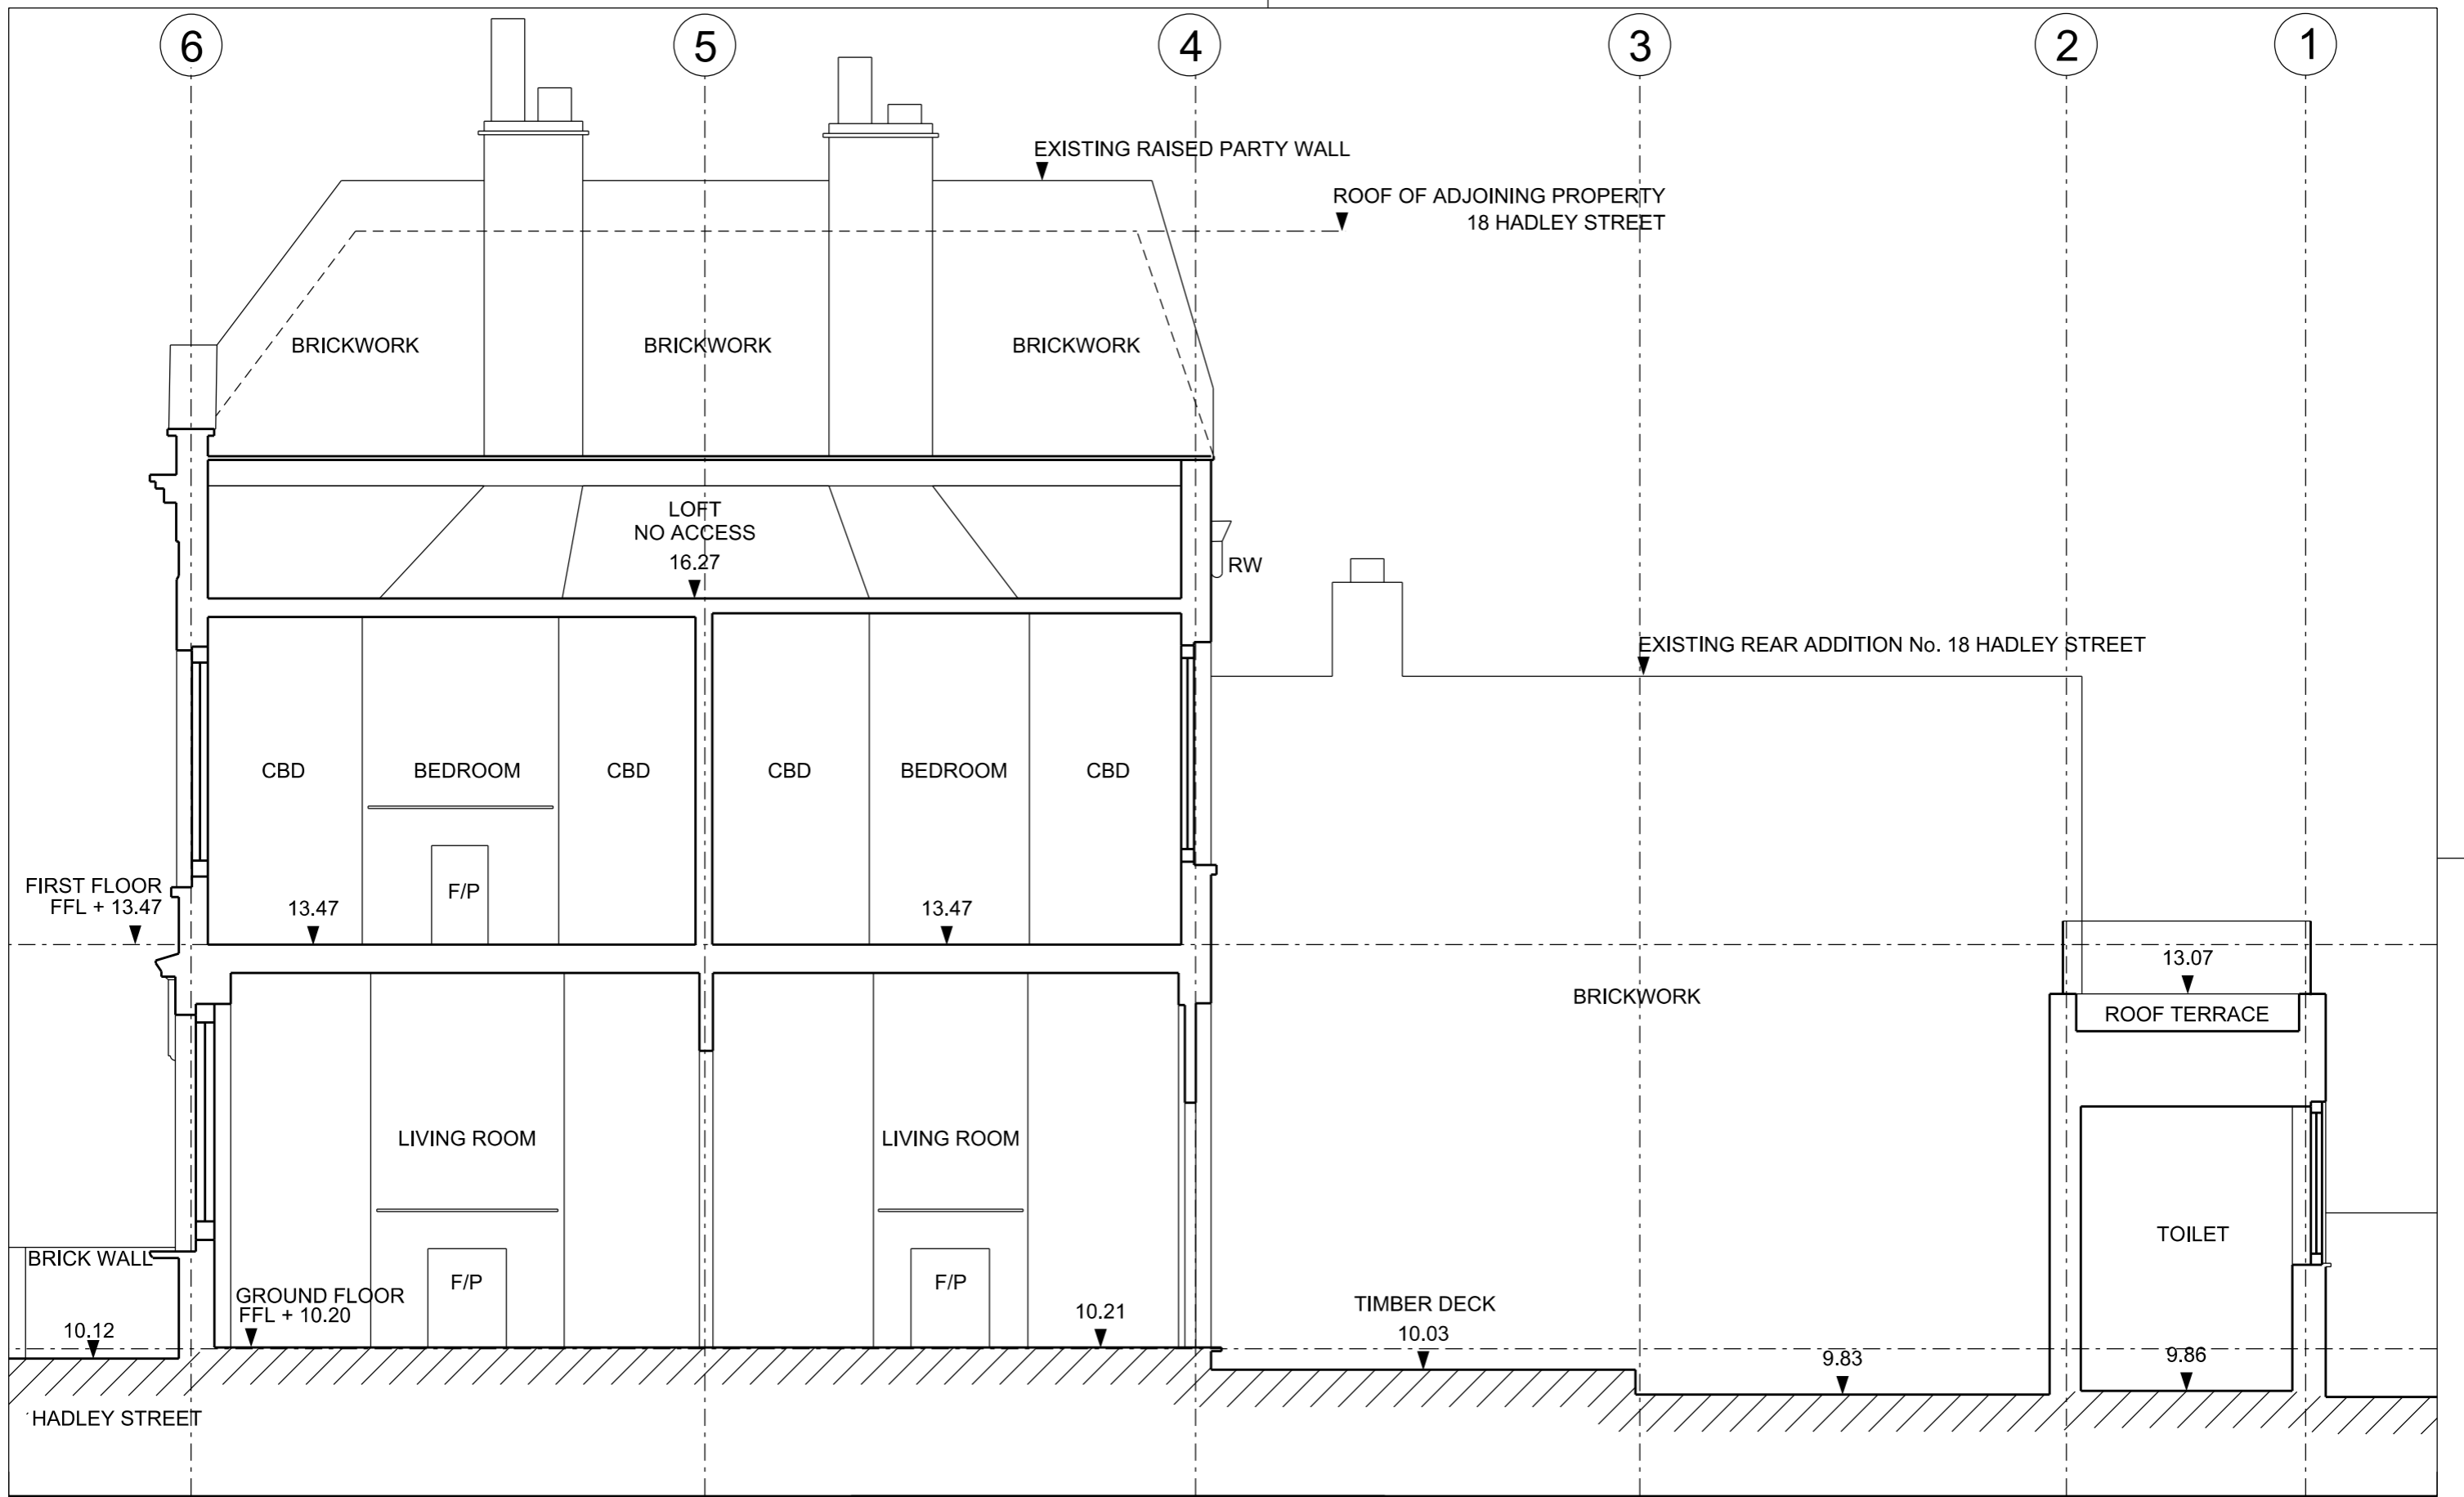 6 5 4 3 2 1
EXISTING RAISED PARTY WALL
ROOF OF ADJOINING PROPERTY
18 HADLEY STREET
BRICKWORK BRICKWORK BRICKWORK
LOFT
NO ACCESS
16.27
RW
EXISTING REAR ADDITION No. 18 HADLEY STREET
CBD BEDROOM CBD CBD BEDROOM CBD
FIRST FLOOR
FFL + 13.47
F/P
13.47 13.47
13.07
BRICKWORK
ROOF TERRACE
LIVING ROOM LIVING ROOM
TOILET
BRICK WALL
F/P F/P
GROUND FLOOR
FFL + 10.20
10.12
10.21
TIMBER DECK
10.03
9.83
9.86
HADLEY STREET